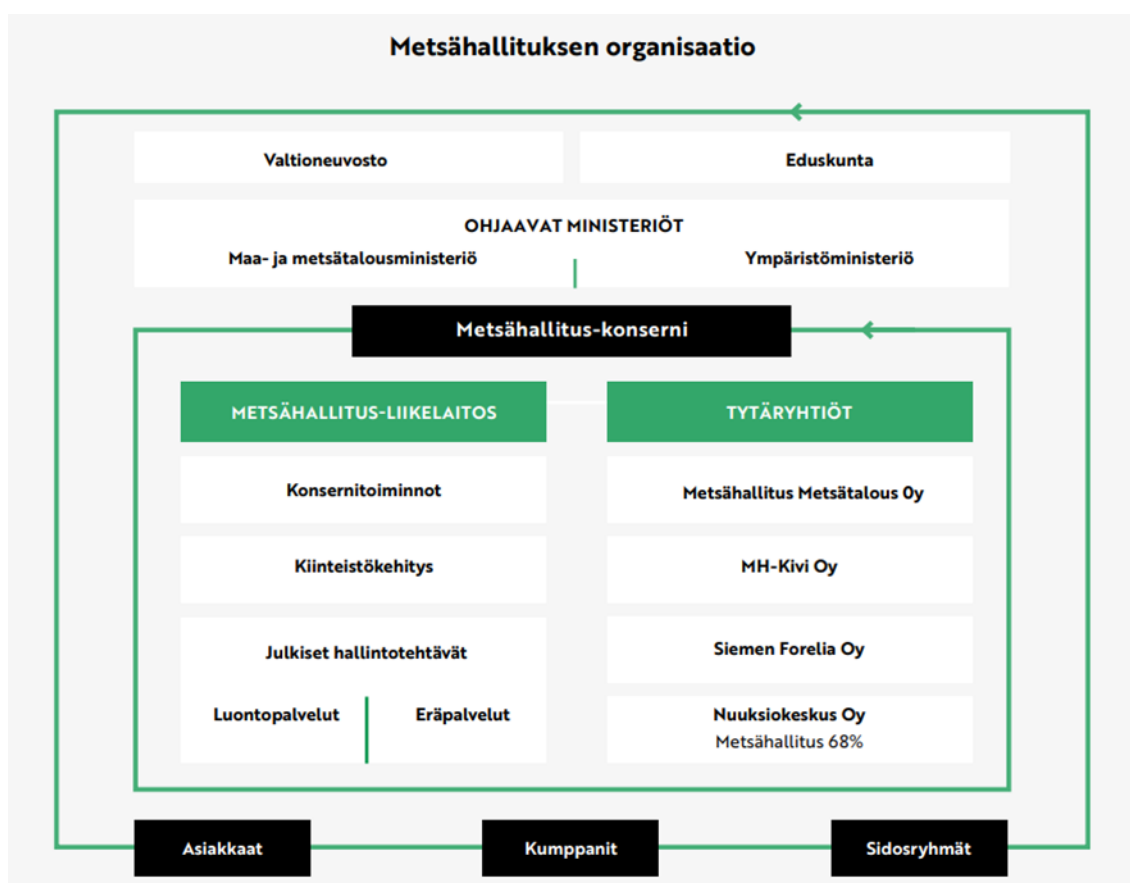 Metsähallituksen organisaatio
Valtioneuvosto
Eduskunta
OHJAAVAT MINISTERIÖT
Maa- ja metsätalousministeriö
Ympäristöministeriö
Metsähallitus-konserni
METSÄHALLITUS-LIIKELAITOS
Konsernitoiminnot
Kiinteistökehitys
Julkiset hallintotehtävät
Luontopalvelut
Eräpalvelut
TYTÄRYHTIÖT
Metsähallitus Metsätalous 0y
MH-Kivi Oy
Siemen Forelia Oy
Nuuksiokeskus Oy
Metsähallitus 68%
Asiakkaat
Kumppanit
Sidosryhmät